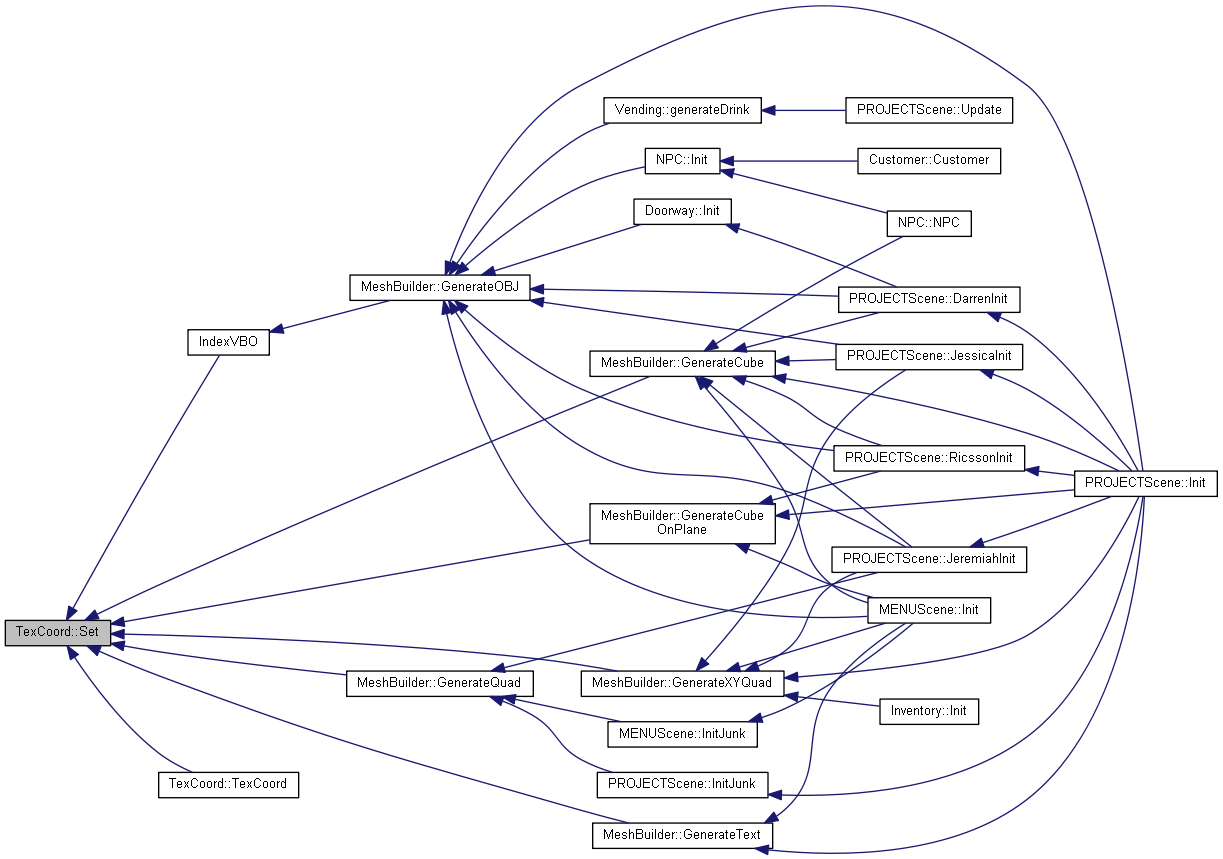 Vending::generateDrink
PROJECTScene::Update
NPC::Init
Customer::Customer
Doorway::Init
NPC::NPC
MeshBuilder::GenerateOBJ
PROJECTScene::DarrenInit
IndexVBO
MeshBuilder::GenerateCube
PROJECTScene::JessicaInit
PROJECTScene::RicssonInit
PROJECTScene::Init
MeshBuilder::GenerateCube
OnPlane
PROJECTScene::JeremiahInit
MENUScene::Init
TexCoord::Set
MeshBuilder::GenerateQuad
MeshBuilder::GenerateXYQuad
Inventory::Init
MENUScene::InitJunk
TexCoord::TexCoord
PROJECTScene::InitJunk
MeshBuilder::GenerateText